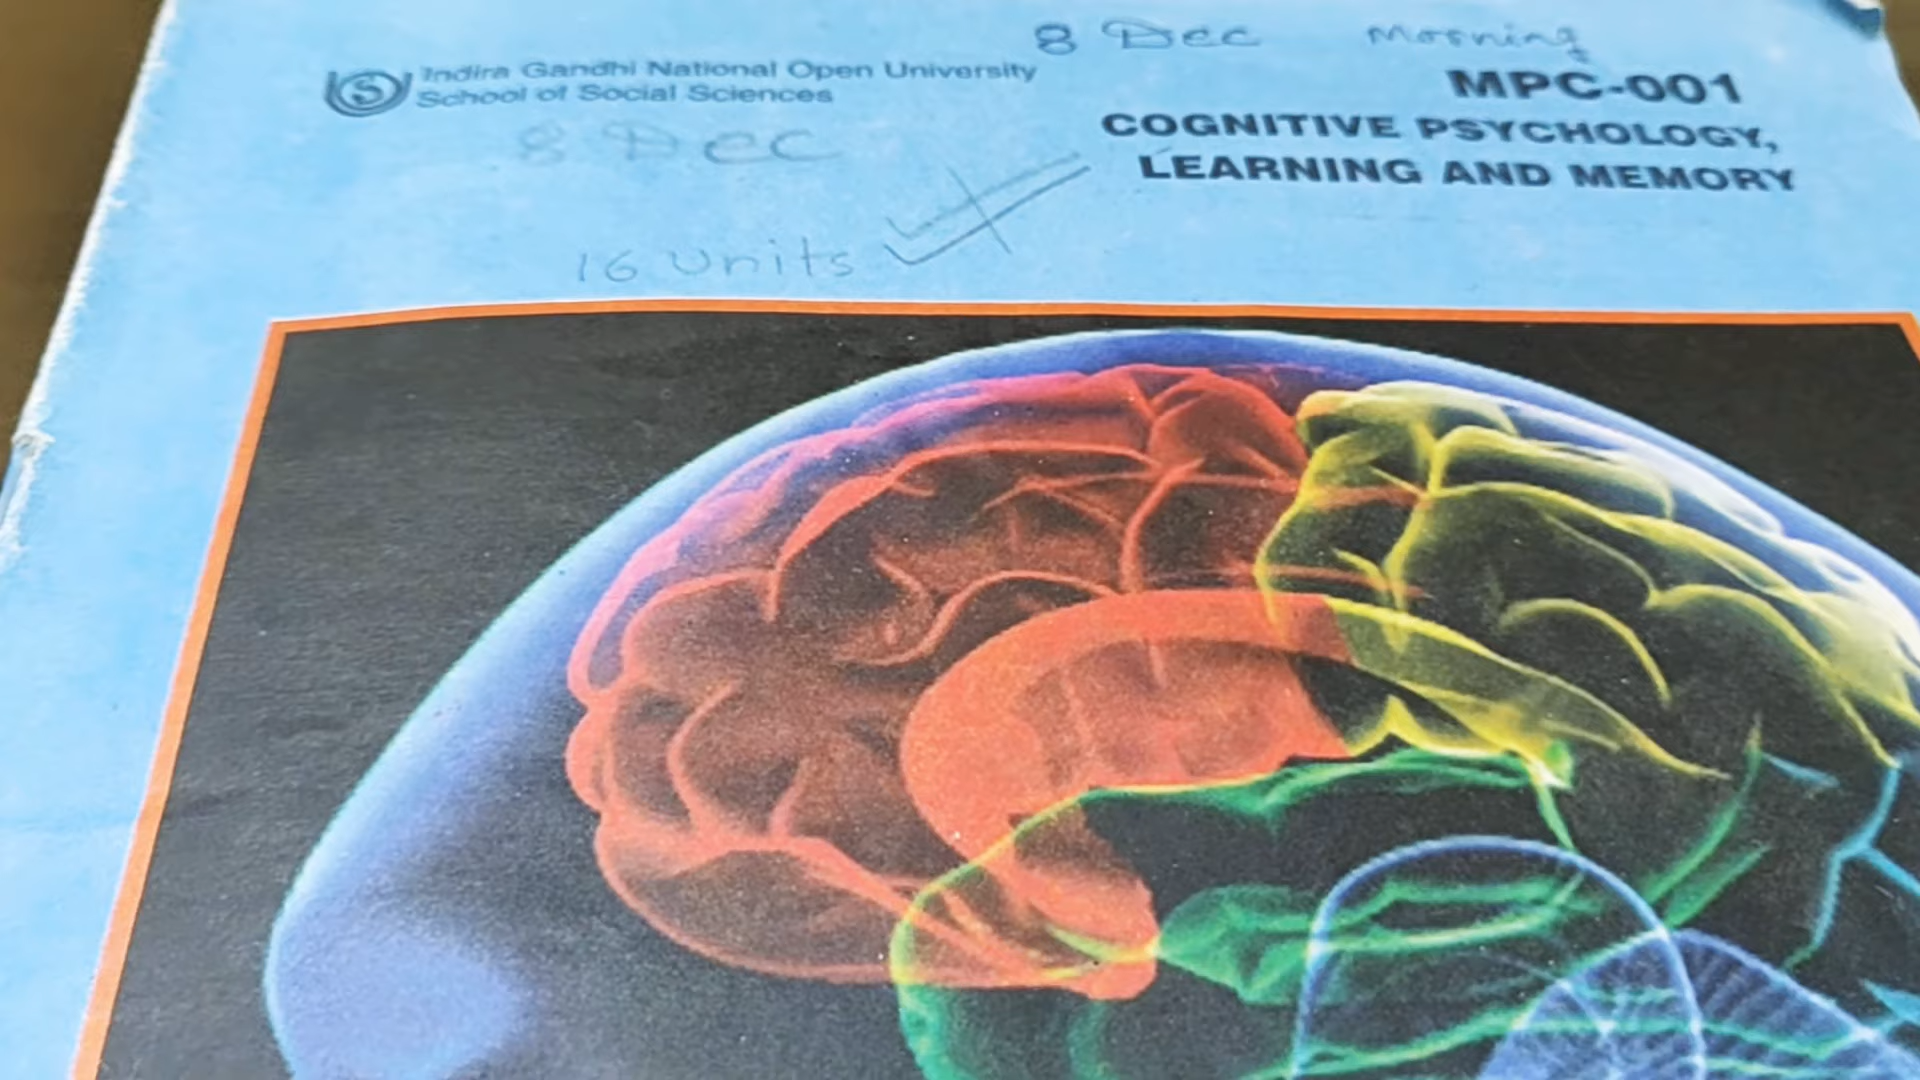 8 Dec Morning
Indira Gandhi National Open University
School of Social Sciences
MPC-001
COGNITIVE PSYCHOLOGY,
LEARNING AND MEMORY
8 Dec
16 Units